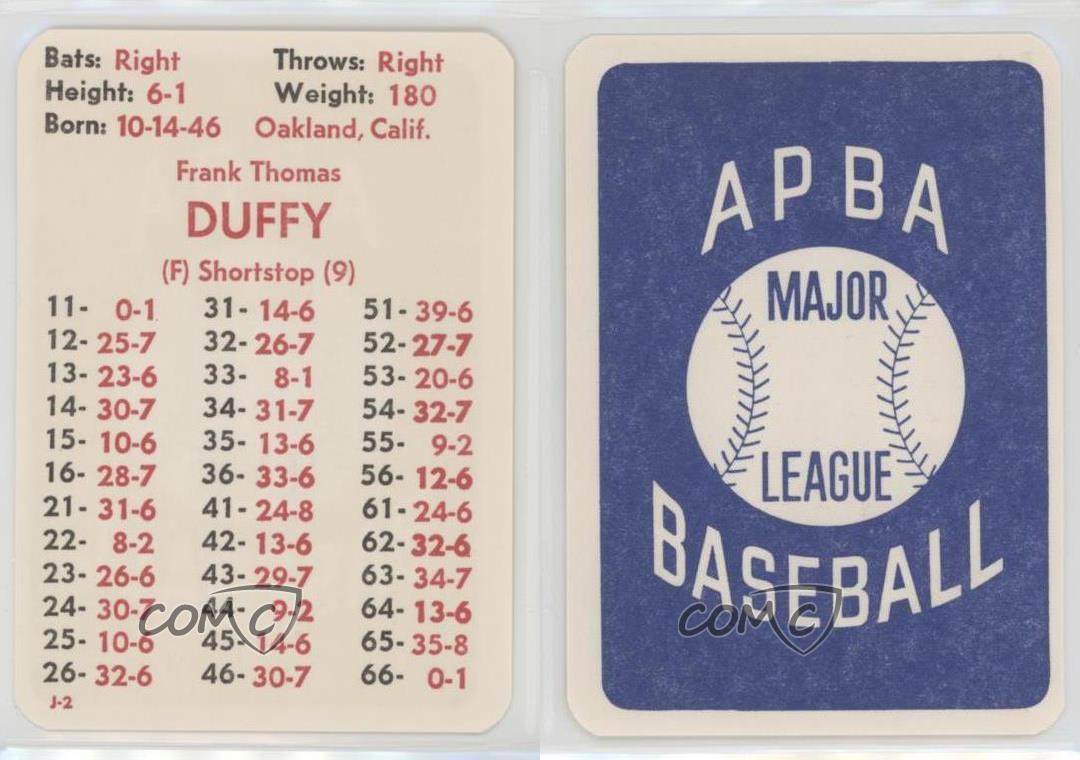 Bats: Right Throws: Right
Height: 6-1 Weight: 180
Born: 10-14-46 Oakland, Calif.
Frank Thomas
DUFFY
(F) Shortstop (9)
11- 0-1 31- 14-6 51- 39-6
12- 25-7 32- 26-7 52- 27-7
13- 23-6 33- 8-1 53- 20-6
14- 30-7 34- 31-7 54- 32-7
15- 10-6 35- 13-6 55- 9-2
16- 28-7 36- 33-6 56- 12-6
21- 31-6 41- 24-8 61- 24-6
22- 8-2 42- 13-6 62- 32-6
23- 26-6 43- 29-7 63- 34-7
24- 30-7 44- 9-2 64- 13-6
25- 10-6 45- 14-6 65- 35-8
26- 32-6 46- 30-7 66- 0-1
J-2
COMC
APBA
MAJOR
LEAGUE
BASEBALL
COMC